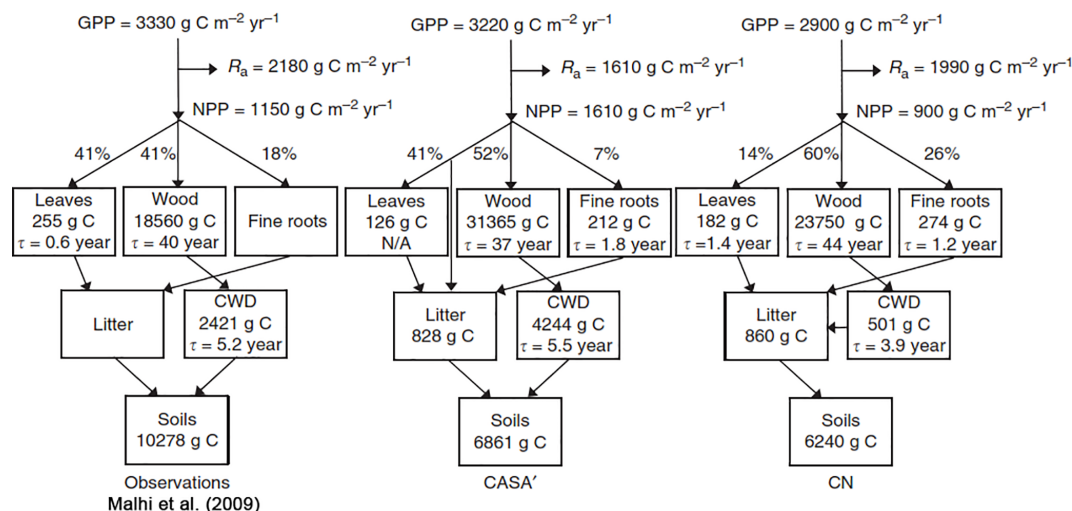 GPP = 3330 g C m⁻² yr⁻¹
Rₐ = 2180 g C m⁻² yr⁻¹
NPP = 1150 g C m⁻² yr⁻¹
41%
41%
18%
Leaves
255 g C
τ = 0.6 year
Wood
18560 g C
τ = 40 year
Fine roots
Litter
CWD
2421 g C
τ = 5.2 year
Soils
10278 g C
Observations
Malhi et al. (2009)
GPP = 3220 g C m⁻² yr⁻¹
Rₐ = 1610 g C m⁻² yr⁻¹
NPP = 1610 g C m⁻² yr⁻¹
41%
52%
7%
Leaves
126 g C
N/A
Wood
31365 g C
τ = 37 year
Fine roots
212 g C
τ = 1.8 year
Litter
828 g C
CWD
4244 g C
τ = 5.5 year
Soils
6861 g C
CASA′
GPP = 2900 g C m⁻² yr⁻¹
Rₐ = 1990 g C m⁻² yr⁻¹
NPP = 900 g C m⁻² yr⁻¹
14%
60%
26%
Leaves
182 g C
τ =1.4 year
Wood
23750 g C
τ = 44 year
Fine roots
274 g C
τ = 1.2 year
Litter
860 g C
CWD
501 g C
τ = 3.9 year
Soils
6240 g C
CN